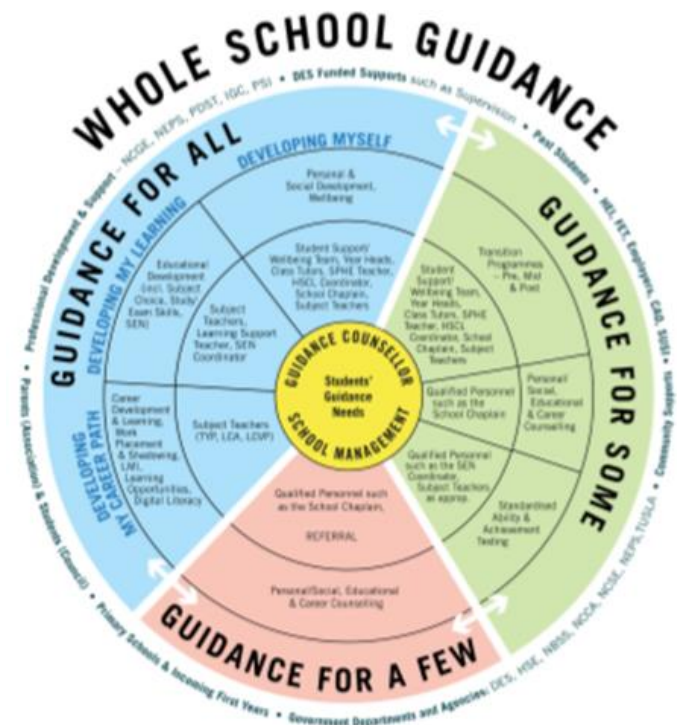 WHOLE SCHOOL GUIDANCE
Parents (Association) & Students (Council) • Professional Development & Support – NCGE, NEPS, PDST, IGC, PSI • DES Funded Supports such as Supervision • Past Students • HEI, FET, Employers, CAO, SUSI • Community Supports
Primary Schools & Incoming First Years • Government Departments and Agencies: DES, HSE, NBSS, NCCA, NCSE, NEPS, TUSLA
GUIDANCE FOR ALL
DEVELOPING MYSELF
Personal &
Social Development,
Wellbeing
Student Support/
Wellbeing Team, Year Heads,
Class Tutors, SPHE Teacher,
HSCL Coordinator,
School Chaplain,
Subject Teachers
DEVELOPING MY LEARNING
Educational
Development
(incl. Subject
Choice, Study/
Exam Skills,
SEN)
Subject
Teachers,
Learning Support
Teacher, SEN
Coordinator
DEVELOPING
MY CAREER PATH
Career
Development
& Learning,
Work
Placement
& Shadowing,
LMI,
Learning
Opportunities,
Digital Literacy
Subject Teachers
(TYP, LCA, LCVP)
GUIDANCE FOR SOME
Transition
Programmes
– Pre, Mid
& Post
Student
Support/
Wellbeing Team,
Year Heads,
Class Tutors, SPHE
Teacher, HSCL
Coordinator, School
Chaplain, Subject
Teachers
Personal
Social,
Educational
& Career
Counselling
Qualified Personnel
such as the
School Chaplain
Qualified Personnel
such as the SEN
Coordinator,
Subject Teachers,
as approp.
Standardised
Ability &
Achievement
Testing
GUIDANCE COUNSELLOR
Students'
Guidance
Needs
SCHOOL MANAGEMENT
Qualified Personnel such
as the School Chaplain,
REFERRAL
Personal/Social, Educational
& Career Counselling
GUIDANCE FOR A FEW